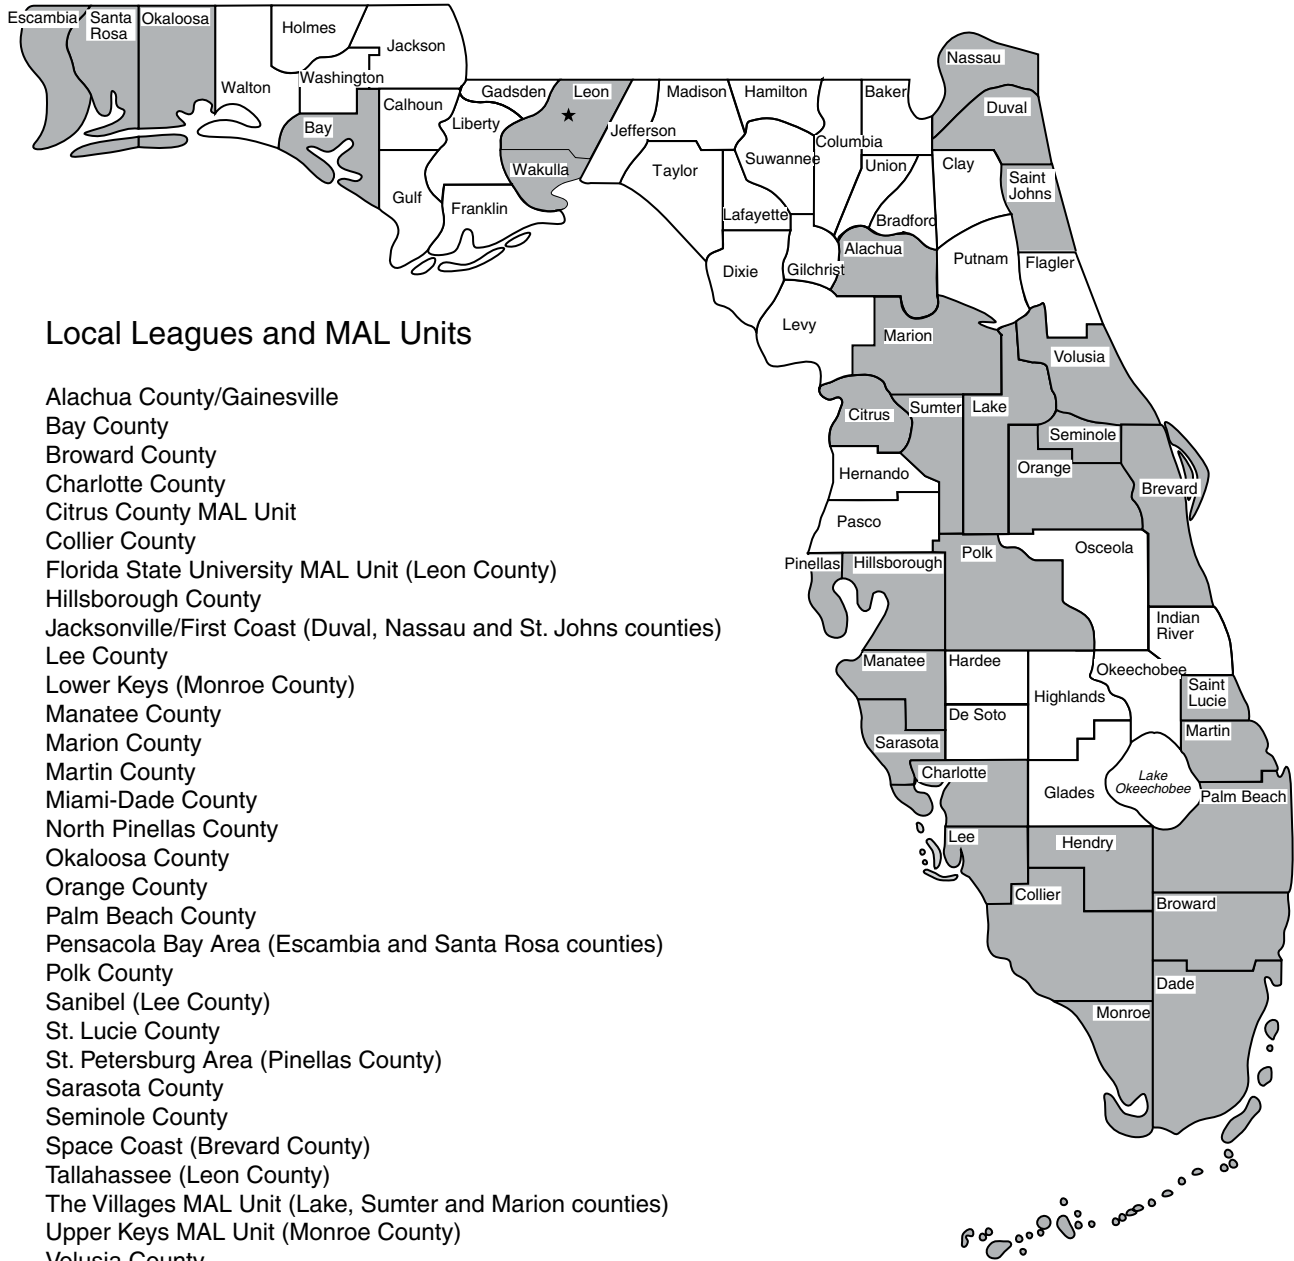 Escambia
Santa
Rosa
Okaloosa
Holmes
Jackson
Walton
Washington
Bay
Calhoun
Gulf
Liberty
Gadsden
Leon
Wakulla
Franklin
Jefferson
Madison
Taylor
Hamilton
Suwannee
Lafayette
Dixie
Columbia
Gilchrist
Baker
Union
Bradford
Alachua
Levy
Nassau
Duval
Clay
Saint
Johns
Putnam
Flagler
Marion
Volusia
Citrus
Sumter
Lake
Seminole
Orange
Brevard
Hernando
Pasco
Pinellas
Hillsborough
Polk
Osceola
Indian
River
Manatee
Hardee
Highlands
Okeechobee
Saint
Lucie
De Soto
Martin
Sarasota
Charlotte
Glades
Lake
Okeechobee
Palm Beach
Lee
Hendry
Collier
Broward
Dade
Monroe
Local Leagues and MAL Units
Alachua County/Gainesville
Bay County
Broward County
Charlotte County
Citrus County MAL Unit
Collier County
Florida State University MAL Unit (Leon County)
Hillsborough County
Jacksonville/First Coast (Duval, Nassau and St. Johns counties)
Lee County
Lower Keys (Monroe County)
Manatee County
Marion County
Martin County
Miami-Dade County
North Pinellas County
Okaloosa County
Orange County
Palm Beach County
Pensacola Bay Area (Escambia and Santa Rosa counties)
Polk County
Sanibel (Lee County)
St. Lucie County
St. Petersburg Area (Pinellas County)
Sarasota County
Seminole County
Space Coast (Brevard County)
Tallahassee (Leon County)
The Villages MAL Unit (Lake, Sumter and Marion counties)
Upper Keys MAL Unit (Monroe County)
Volusia County